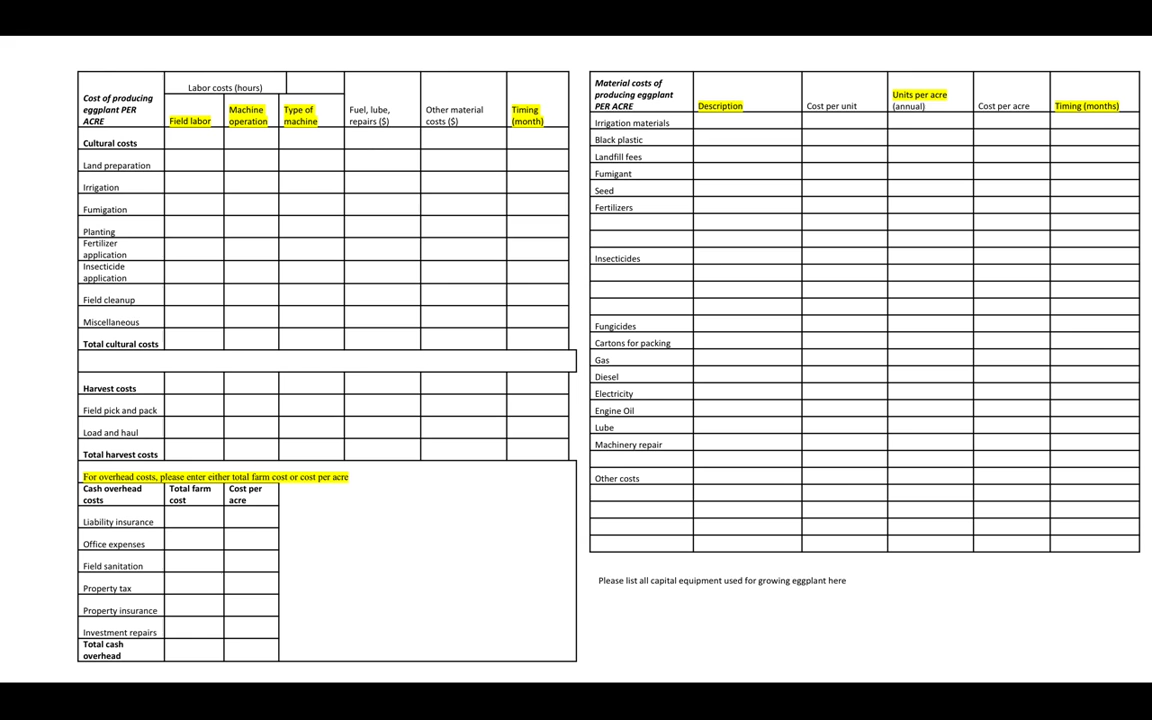 Cost of producing
eggplant PER
ACRE
Labor costs (hours)
Field labor
Machine
operation
Type of
machine
Fuel, lube,
repairs ($)
Other material
costs ($)
Timing
(month)
Cultural costs
Land preparation
Irrigation
Fumigation
Planting
Fertilizer
application
Insecticide
application
Field cleanup
Miscellaneous
Total cultural costs
Harvest costs
Field pick and pack
Load and haul
Total harvest costs
For overhead costs, please enter either total farm cost or cost per acre
Cash overhead
costs
Total farm
cost
Cost per
acre
Liability insurance
Office expenses
Field sanitation
Property tax
Property insurance
Investment repairs
Total cash
overhead
Material costs of
producing eggplant
PER ACRE
Description
Cost per unit
Units per acre
(annual)
Cost per acre
Timing (months)
Irrigation materials
Black plastic
Landfill fees
Fumigant
Seed
Fertilizers
Insecticides
Fungicides
Cartons for packing
Gas
Diesel
Electricity
Engine Oil
Lube
Machinery repair
Other costs
Please list all capital equipment used for growing eggplant here